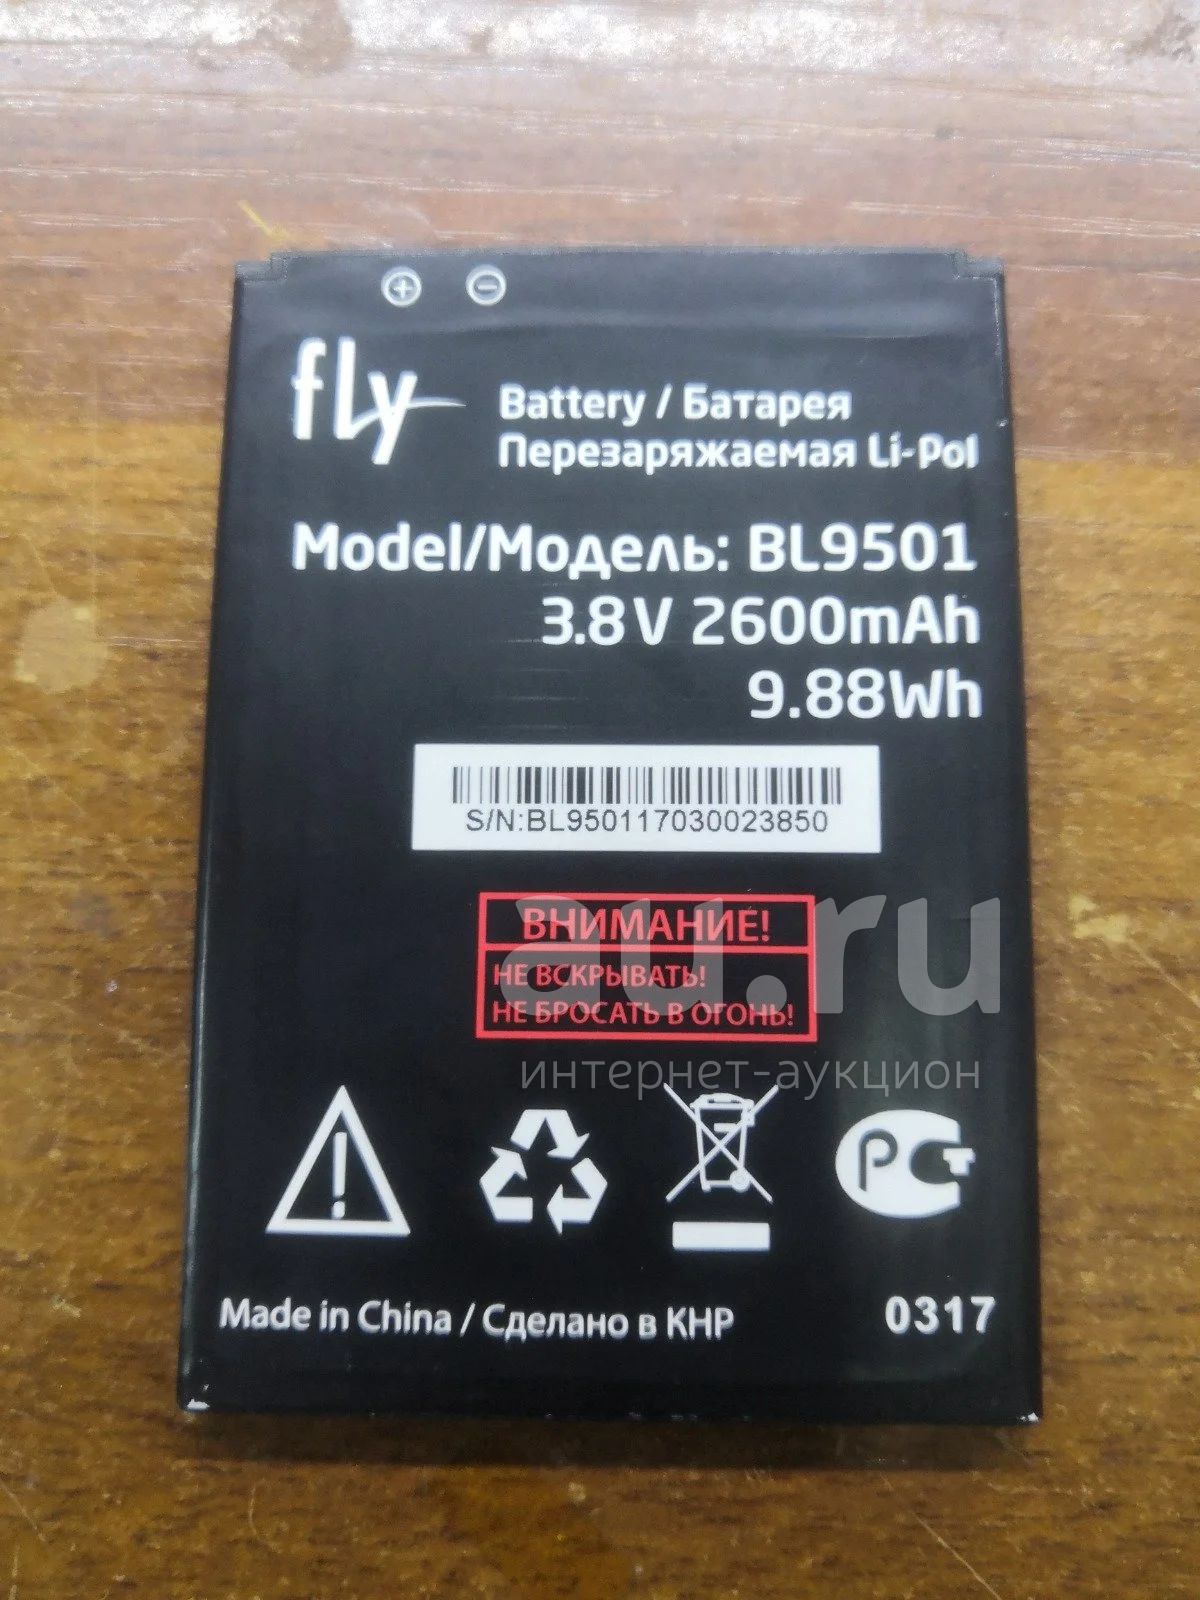 fly
Battery / Батарея
Перезаряжаемая Li-Pol
Model/Модель: BL9501
3.8V 2600mAh
9.88Wh
S/N:BL950117030023850
ВНИМАНИЕ!
НЕ ВСКРЫВАТЬ!
НЕ БРОСАТЬ В ОГОНЬ!
au.ru
интернет-аукцион
РСТ
Made in China / Сделано в КНР
0317